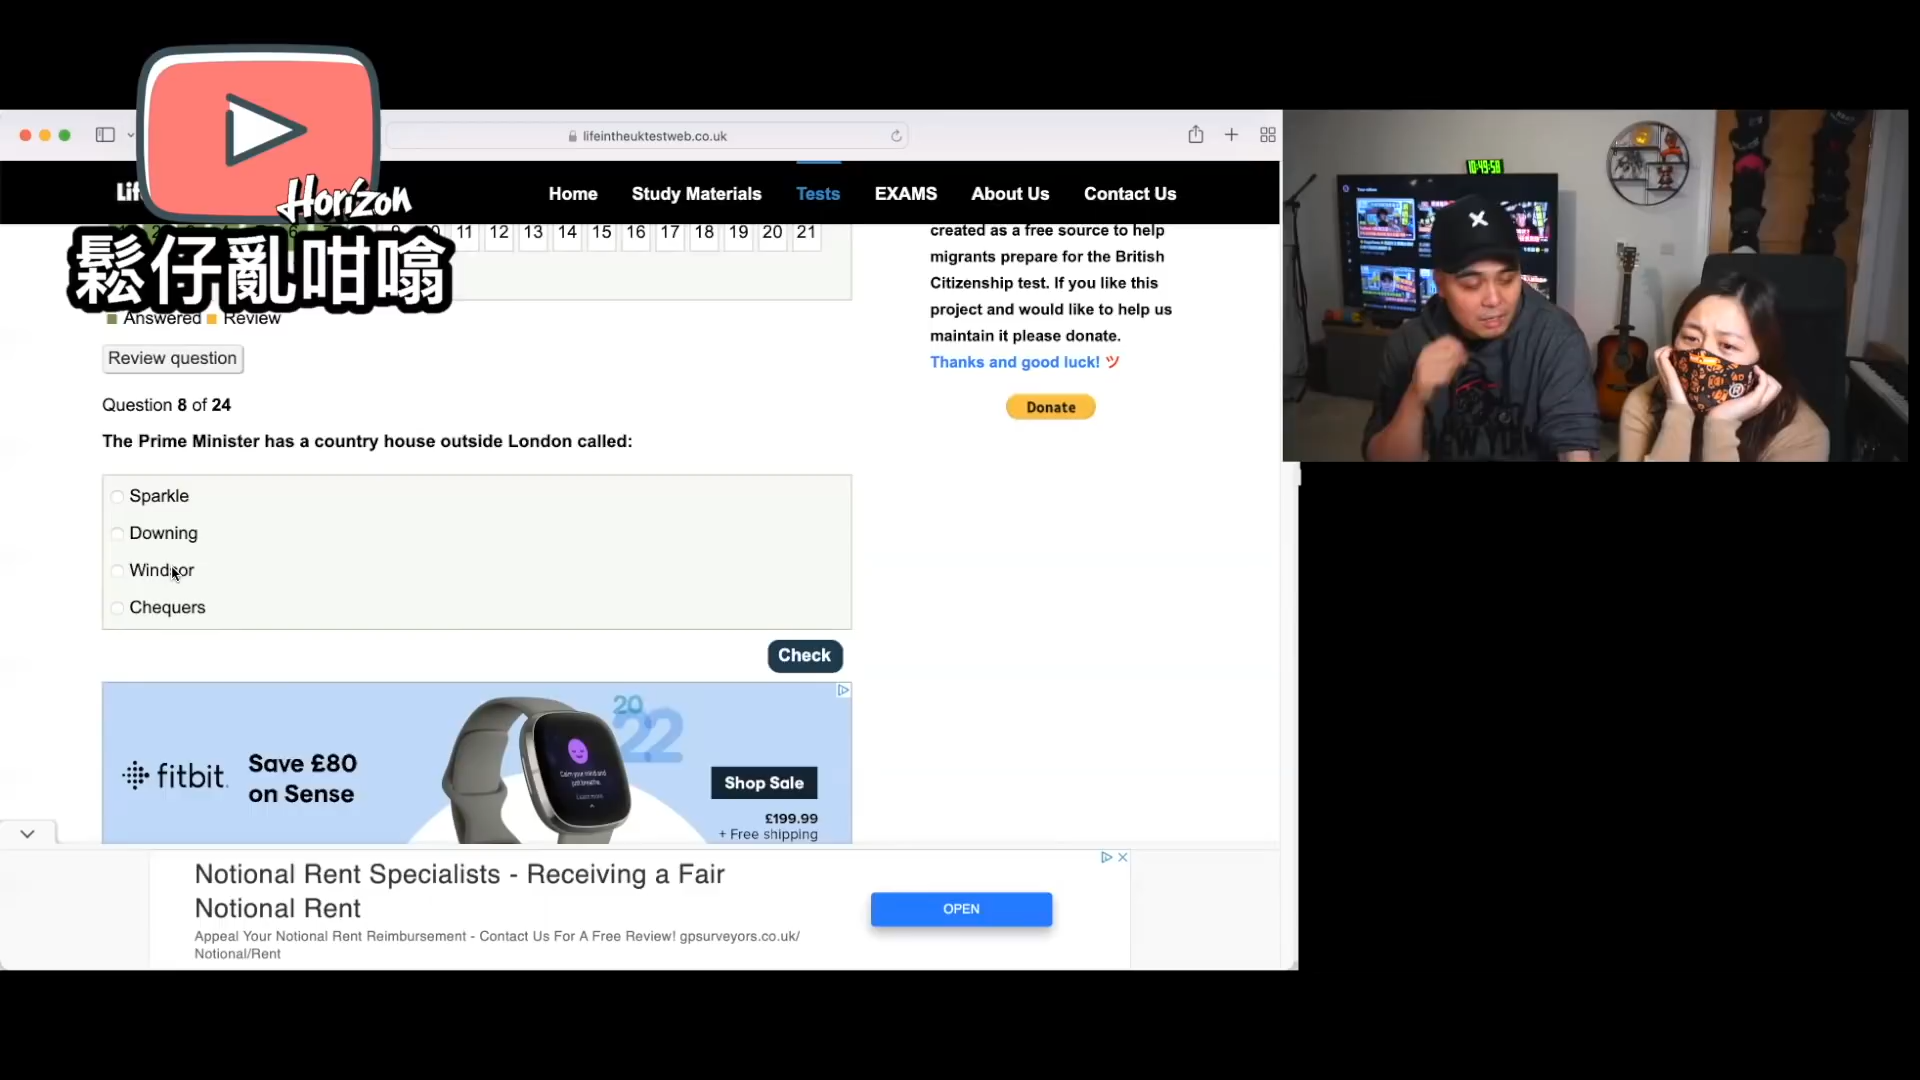 lifeintheuktestweb.co.uk
Horizon
Home
Study Materials
Tests
EXAMS
About Us
Contact Us
鬆仔亂咁噏
11 12 13 14 15 16 17 18 19 20 21
Answered Review
Review question
Question 8 of 24
The Prime Minister has a country house outside London called:
Sparkle
Downing
Windsor
Chequers
Check
created as a free source to help
migrants prepare for the British
Citizenship test. If you like this
project and would like to help us
maintain it please donate.
Thanks and good luck! ツ
Donate
10:49:58
fitbit
Save £80
on Sense
2022
Shop Sale
£199.99
+ Free shipping
Notional Rent Specialists - Receiving a Fair
Notional Rent
Appeal Your Notional Rent Reimbursement - Contact Us For A Free Review! gpsurveyors.co.uk/
Notional/Rent
OPEN